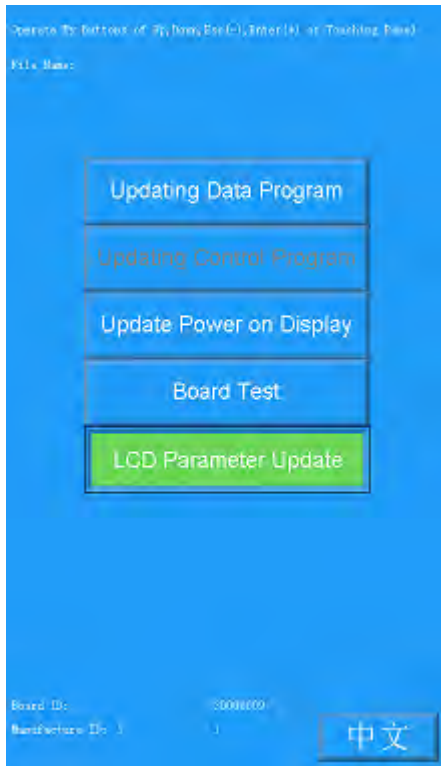 Operate By Buttons of Up,Down,Esc(-),Enter(+) or Touching Panel
File Name:
Updating Data Program
Updating Control Program
Update Power on Display
Board Test
LCD Parameter Update
Board ID:
Manufacture ID: 1
中文